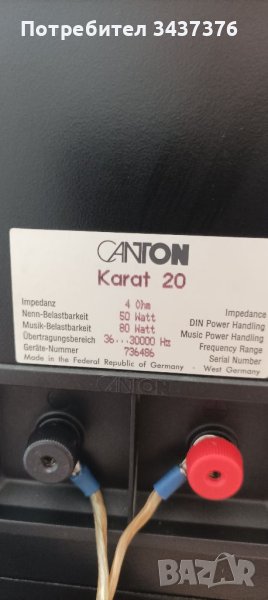 Потребител 3437376
CANTON
Karat 20
Impedanz 4 Ohm Impedance
Nenn-Belastbarkeit 50 Watt DIN Power Handling
Musik-Belastbarkeit 80 Watt Music Power Handling
Übertragungsbereich 36...30000 Hz Frequency Range
Geräte-Nummer 736486 Serial Number
Made in the Federal Republic of Germany - West Germany
CANTON
BAZAR